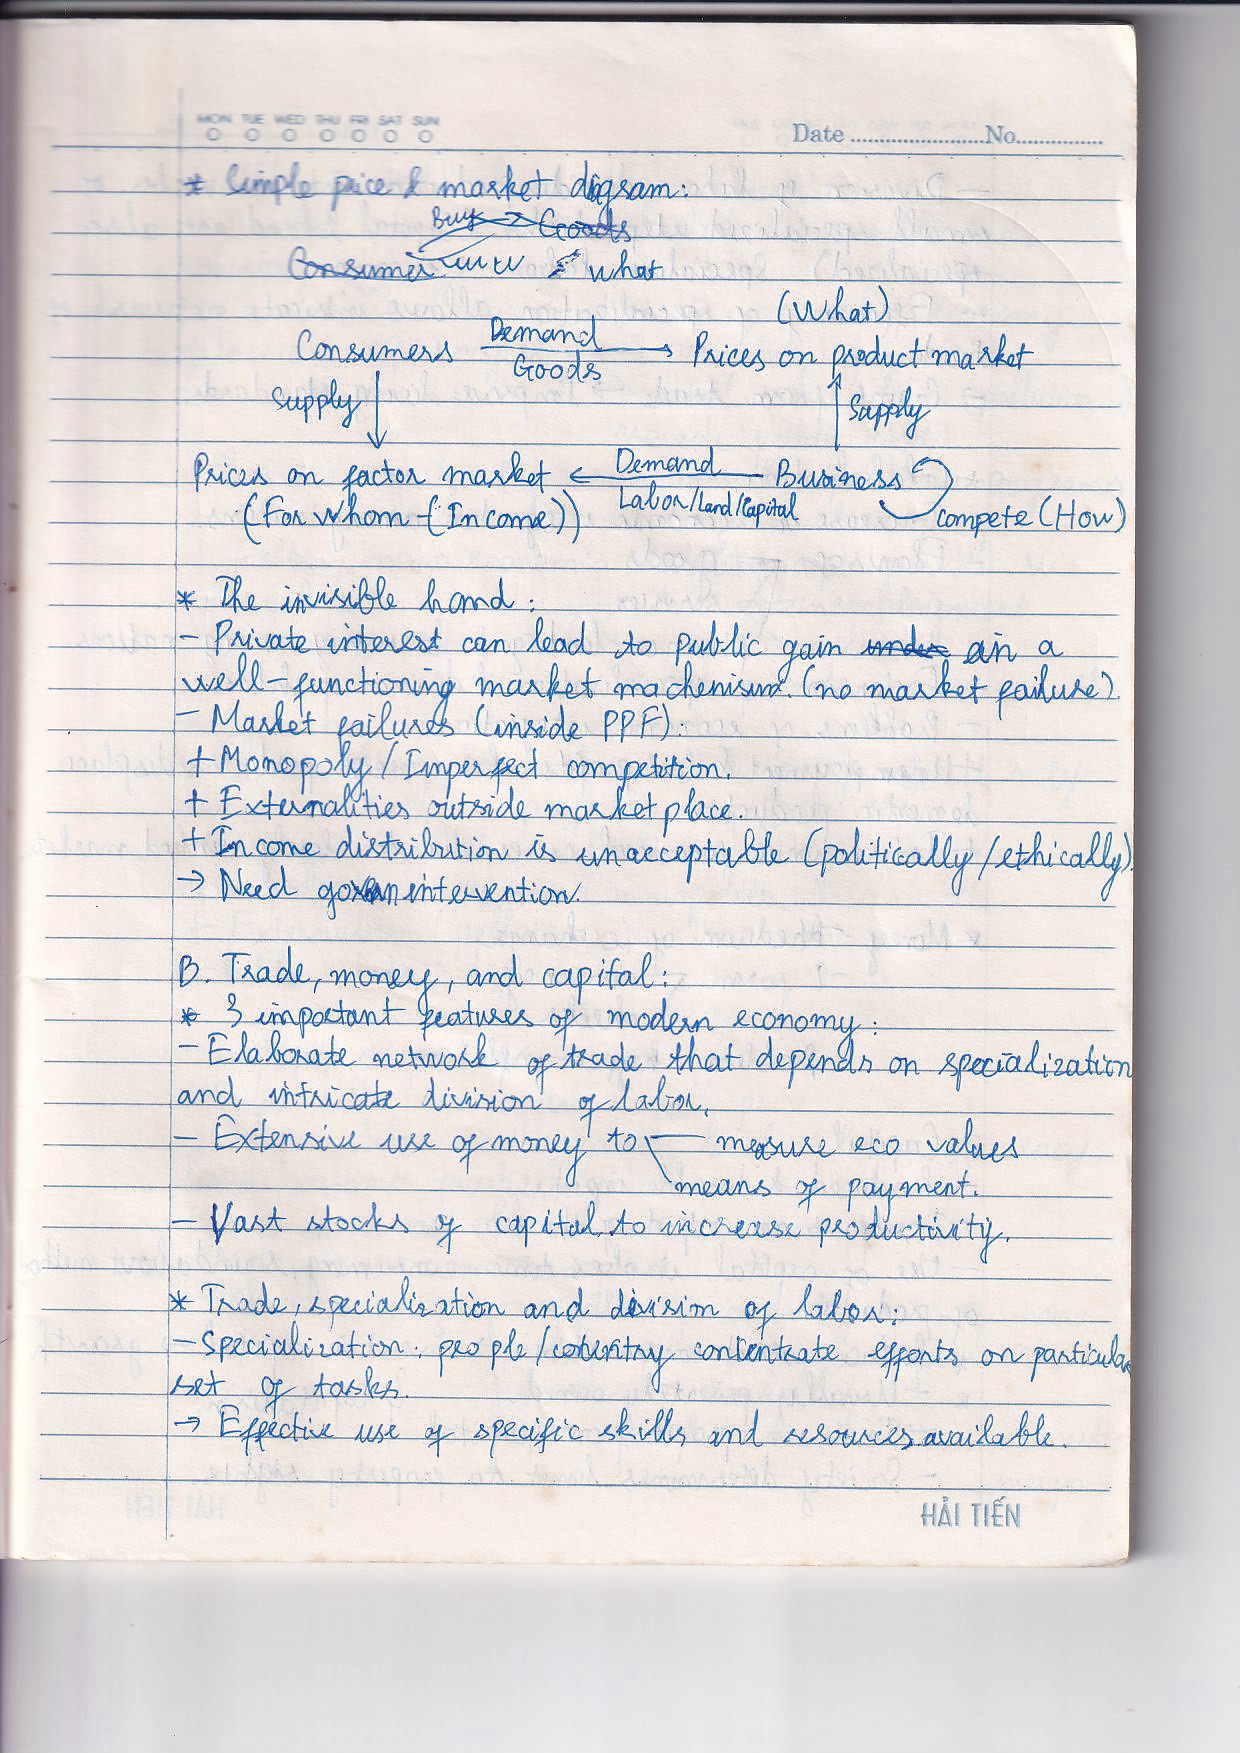 MON TUE WED THU FRI SAT SUN
Date ........................No................
* Simple price & market diagram:
Buy Goods
Consumer What
(What)
Consumers Demand Goods Prices on product market
Supply Supply
Prices on factor market Demand Business
(For whom - (Income)) Labor/Land/Capital compete (How)
* The invisible hand:
- Private interest can lead to public gain under in a
well-functioning market machenism. (no market failure)
- Market failures (inside PPF):
+ Monopoly / Imperfect competition.
+ Externalities outside marketplace.
+ Income distribution is unacceptable (politically/ethically).
→ Need govern intervention.
B. Trade, money, and capital:
* 3 important features of modern economy:
- Elaborate network of trade that depends on specialization
and intricate division of labor.
- Extensive use of money to measure eco values
means of payment.
- Vast stocks of capital to increase productivity.
* Trade, specialization and division of labor:
- Specialization: people/country concentrate efforts on particular
set of tasks.
→ Effective use of specific skills and resources available.
HẢI TIẾN